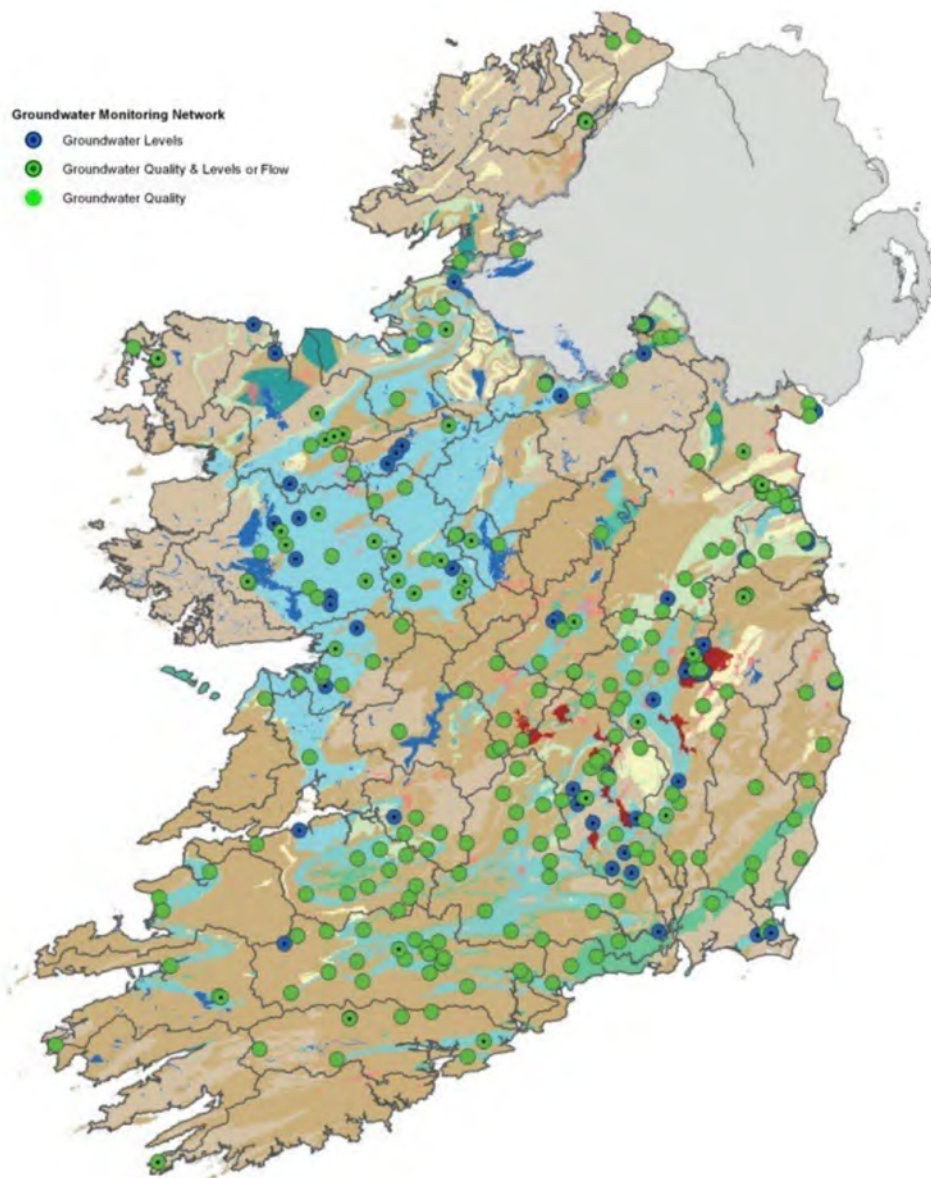 Groundwater Monitoring Network
Groundwater Levels
Groundwater Quality & Levels or Flow
Groundwater Quality